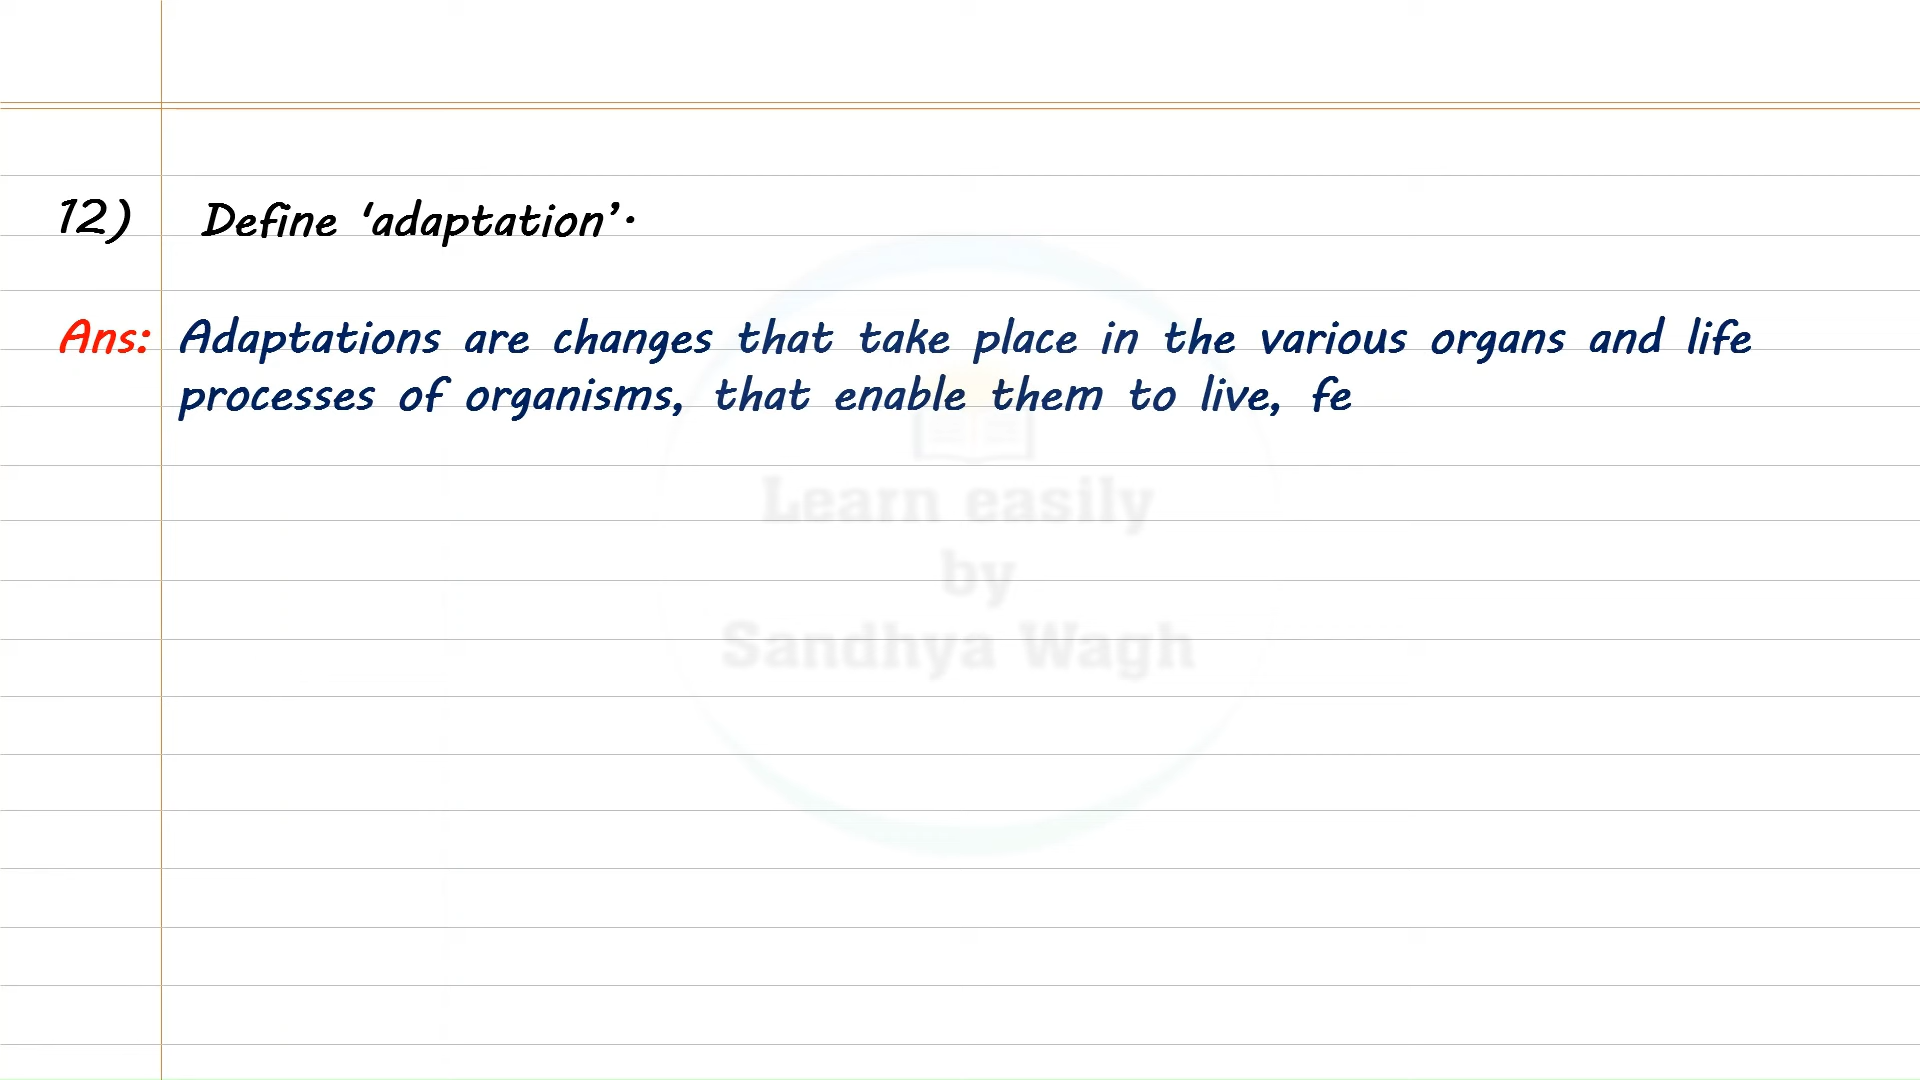 12) Define ‘adaptation’.
Ans: Adaptations are changes that take place in the various organs and life
processes of organisms, that enable them to live, fe
Learn easily
by
Sandhya Wagh